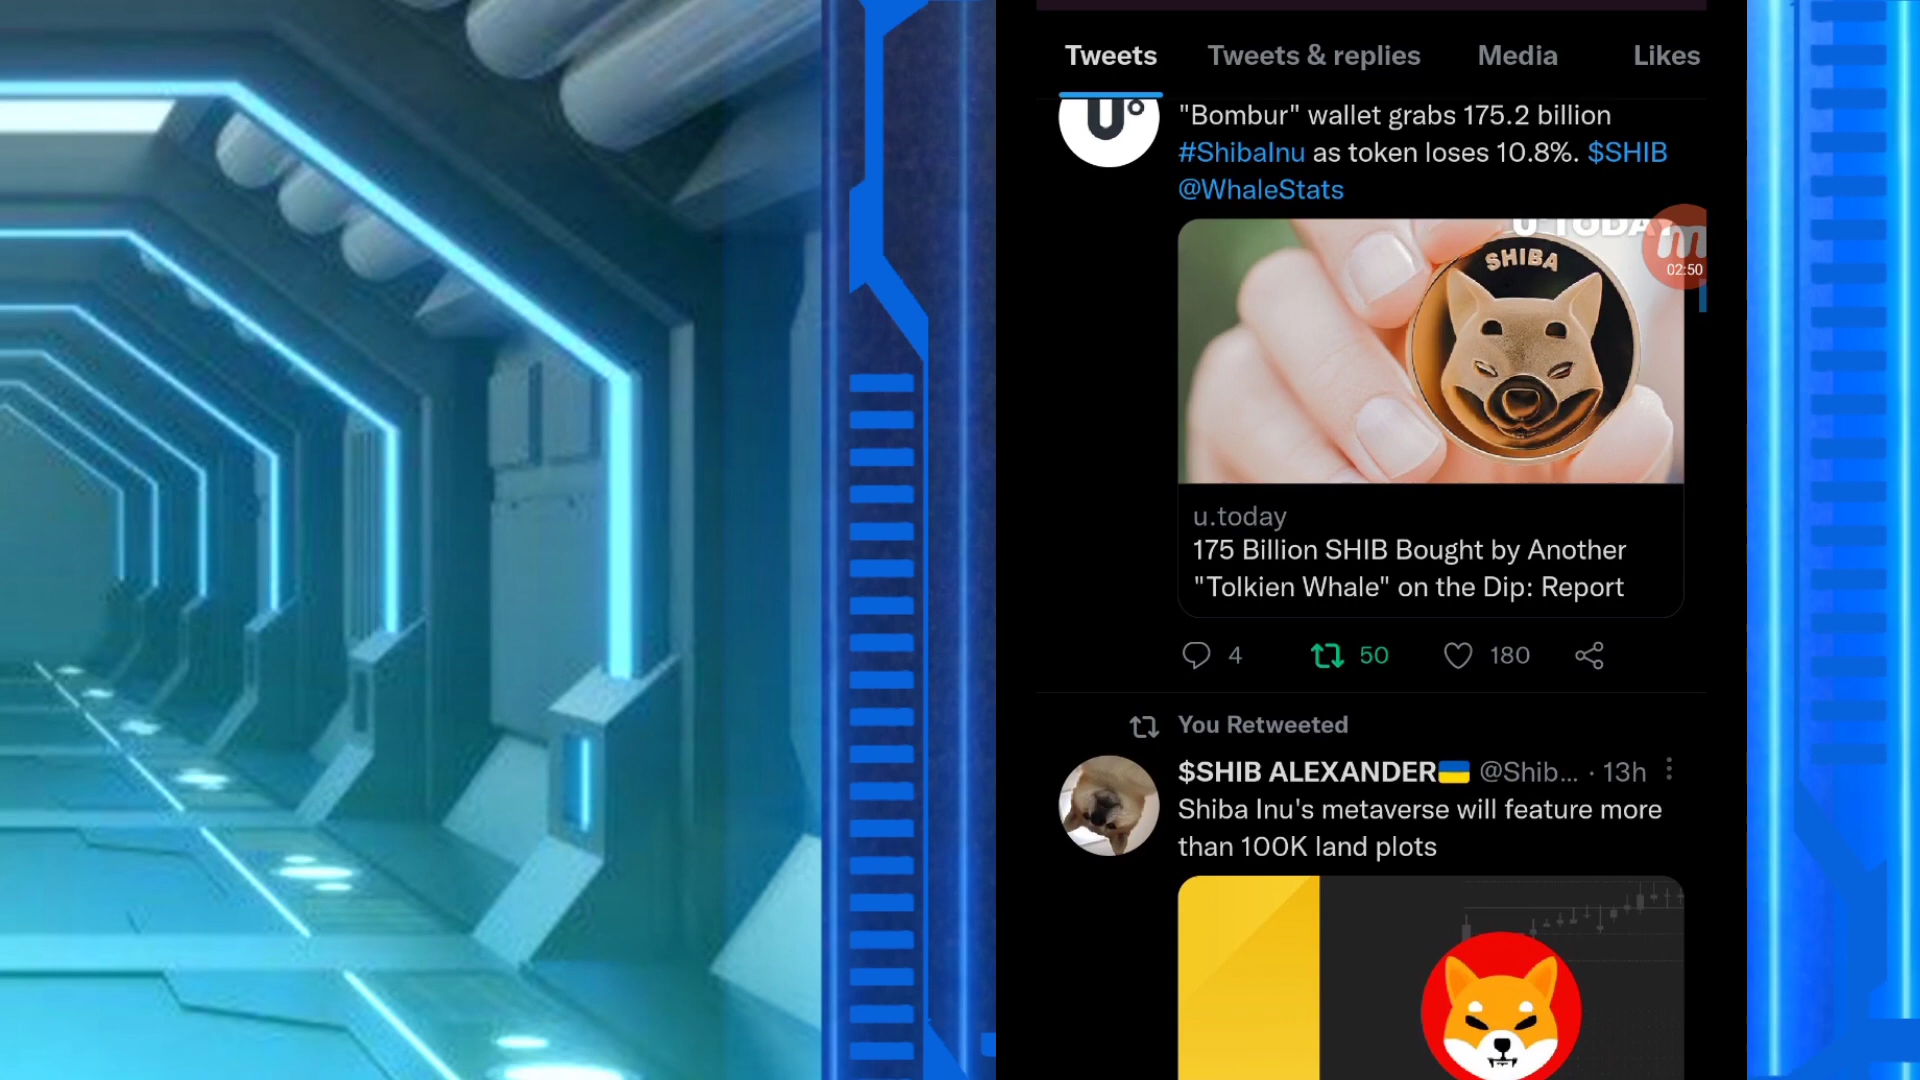 Tweets Tweets & replies Media Likes
"Bombur" wallet grabs 175.2 billion
#ShibaInu as token loses 10.8%. $SHIB
@WhaleStats
U TODAY
SHIBA
02:50
u.today
175 Billion SHIB Bought by Another
"Tolkien Whale" on the Dip: Report
4 50 180
You Retweeted
$SHIB ALEXANDER🇺🇦 @Shib... · 13h
Shiba Inu's metaverse will feature more
than 100K land plots